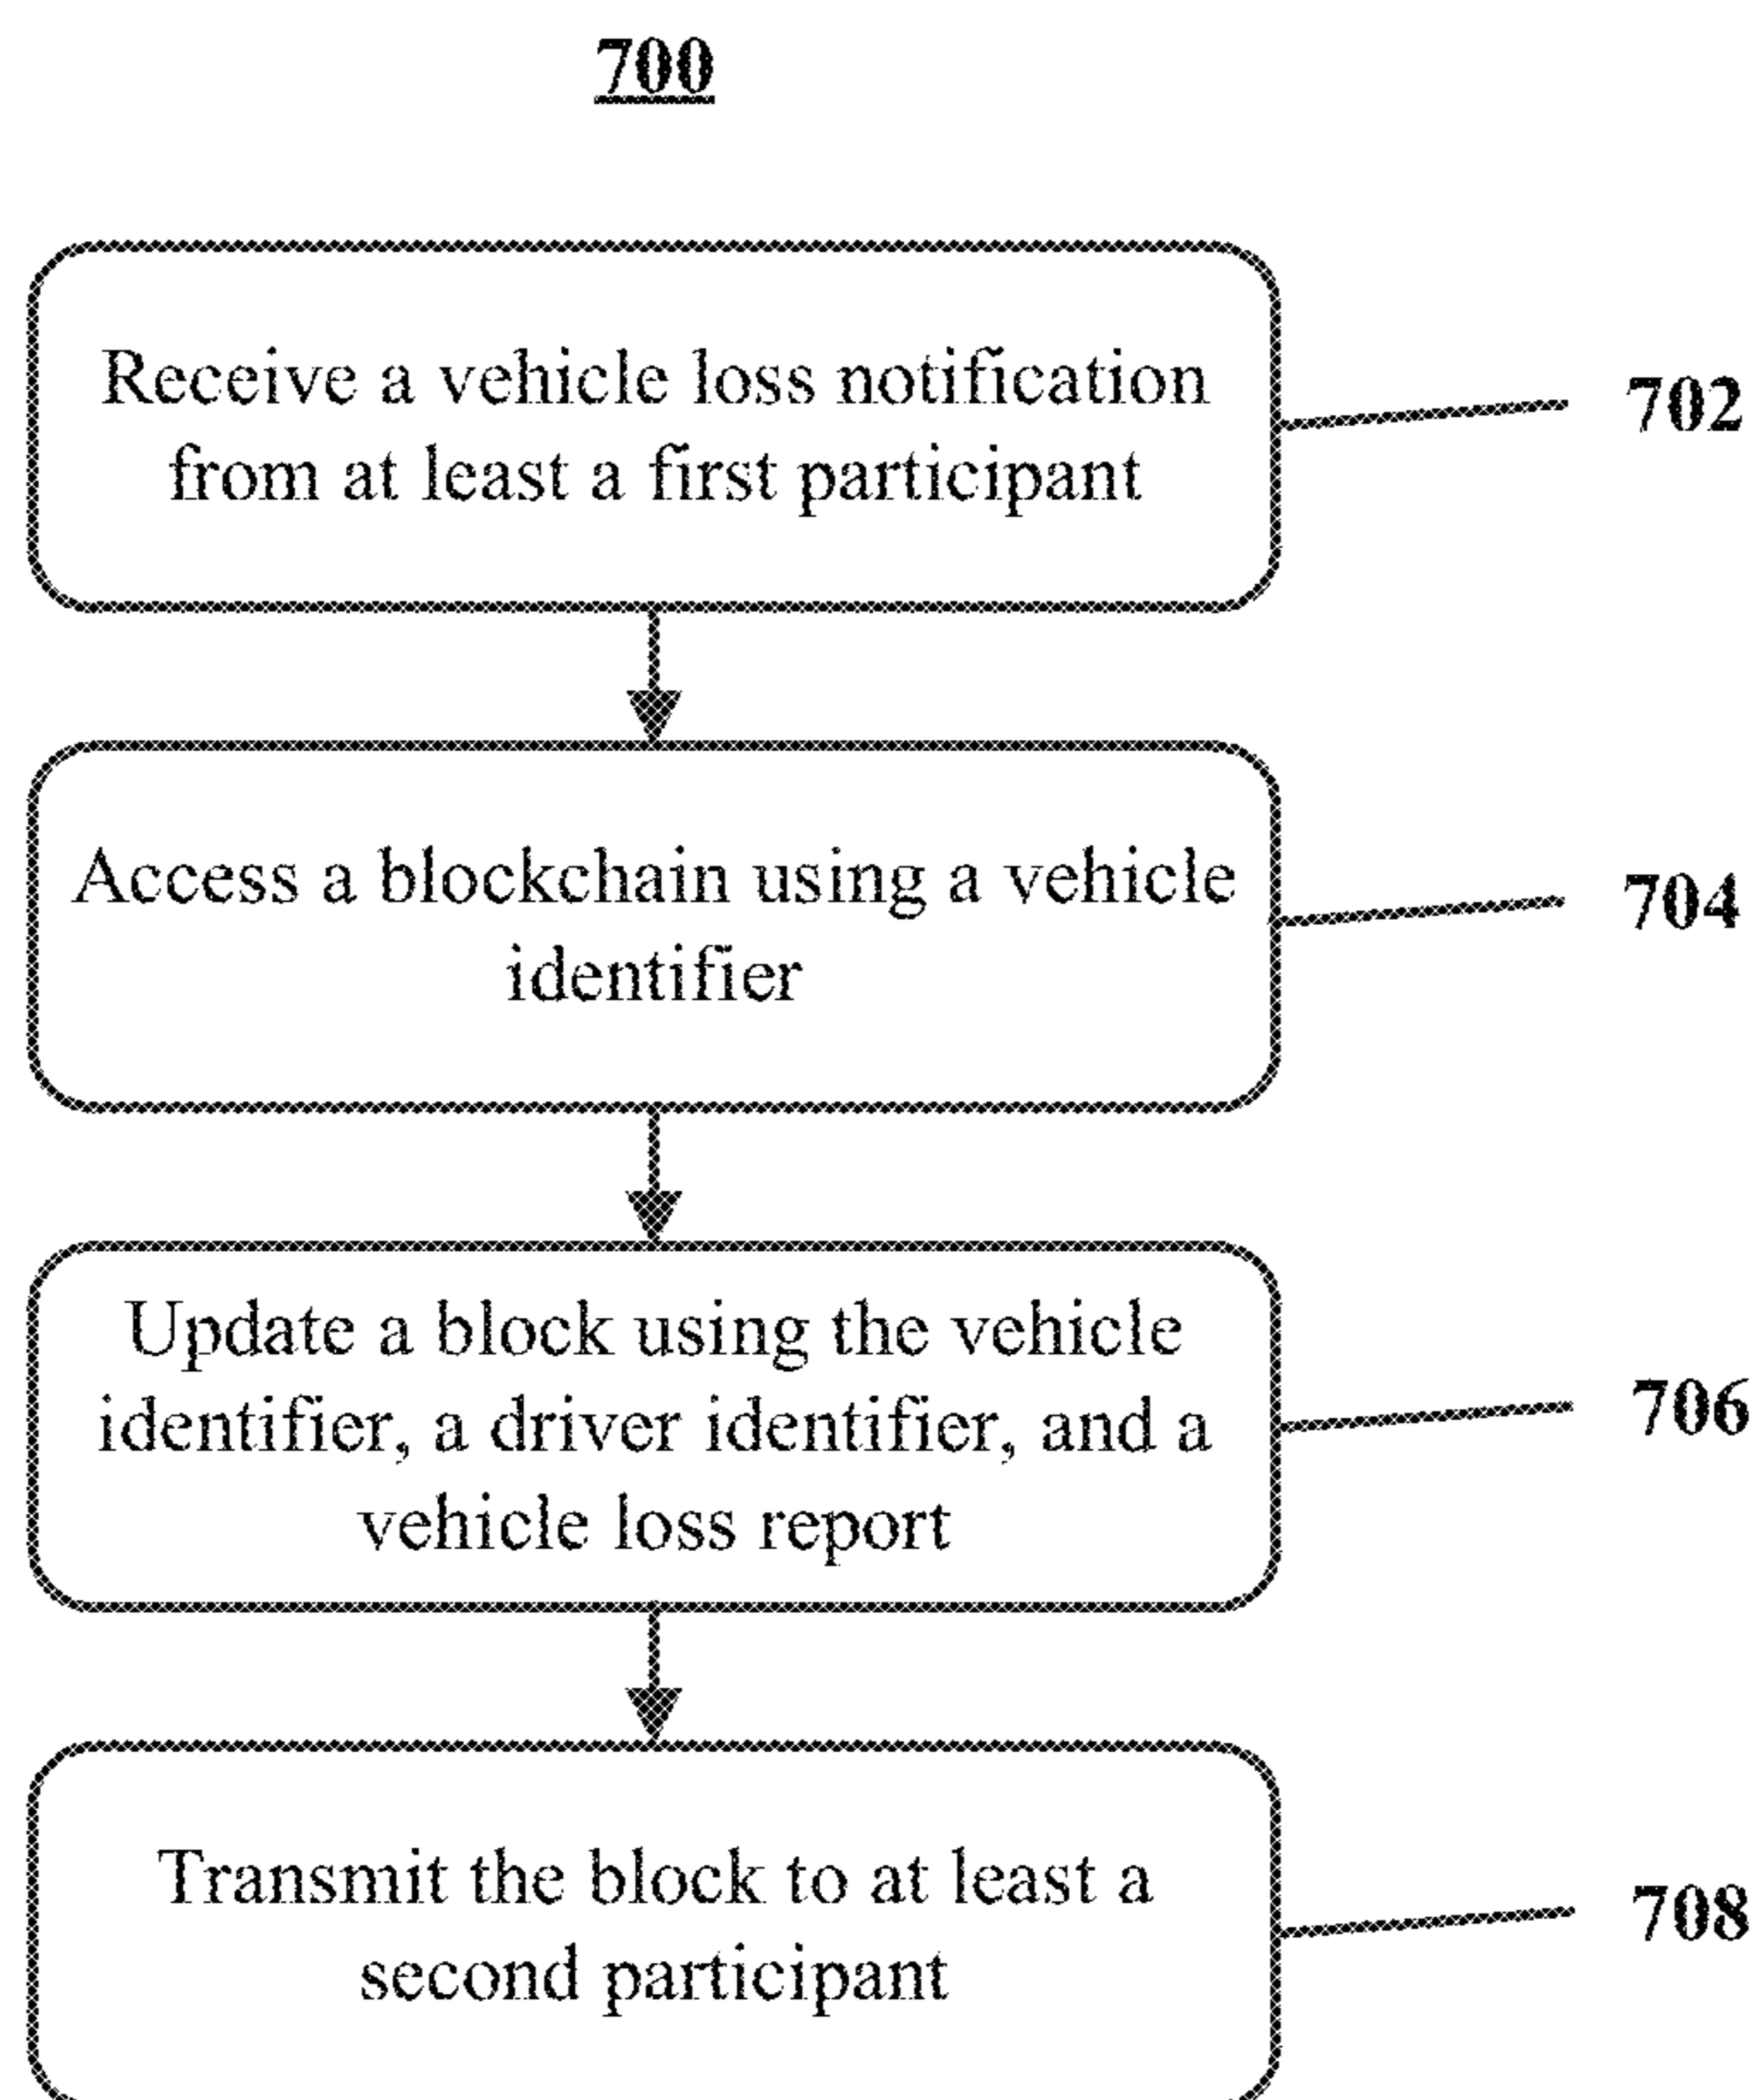 700
Receive a vehicle loss notification
from at least a first participant
702
Access a blockchain using a vehicle
identifier
704
Update a block using the vehicle
identifier, a driver identifier, and a
vehicle loss report
706
Transmit the block to at least a
second participant
708